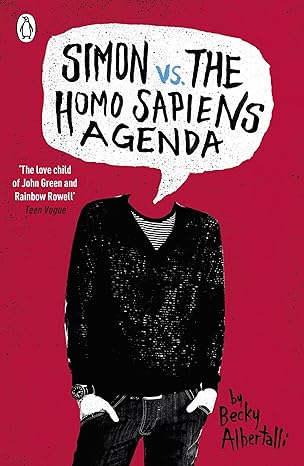 SIMON VS. THE
HOMO SAPIENS
AGENDA
'The love child
of John Green and
Rainbow Rowell'
Teen Vogue
by
Becky
Albertalli